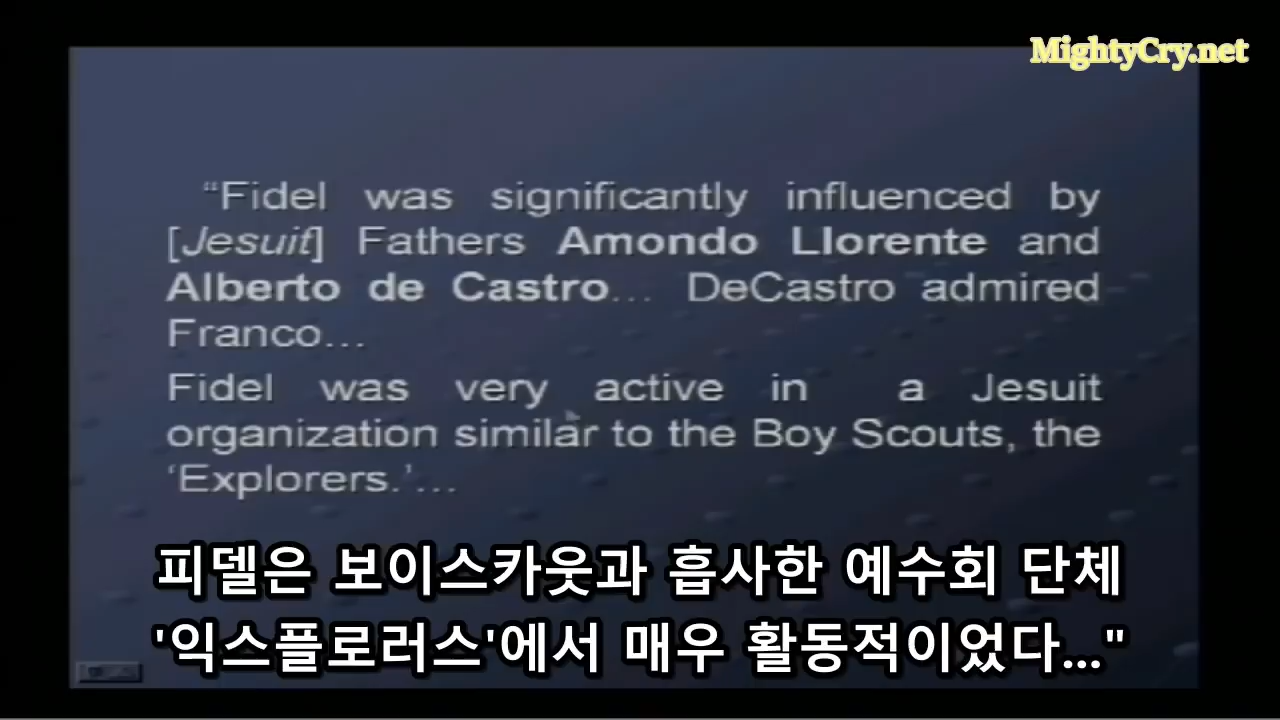 MightyCry.net
“Fidel was significantly influenced by
[Jesuit] Fathers Amondo Llorente and
Alberto de Castro... DeCastro admired
Franco...
Fidel was very active in a Jesuit
organization similar to the Boy Scouts, the
‘Explorers.’...
피델은 보이스카웃과 흡사한 예수회 단체
'익스플로러스'에서 매우 활동적이었다..."